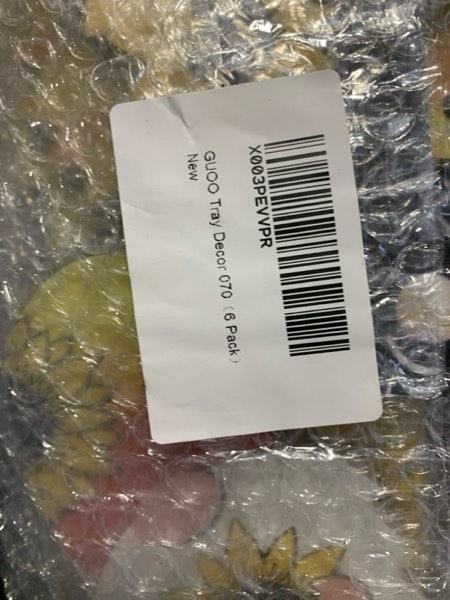 X003PEVVPR
GUOO Tray Decor 070（6 Pack）
New